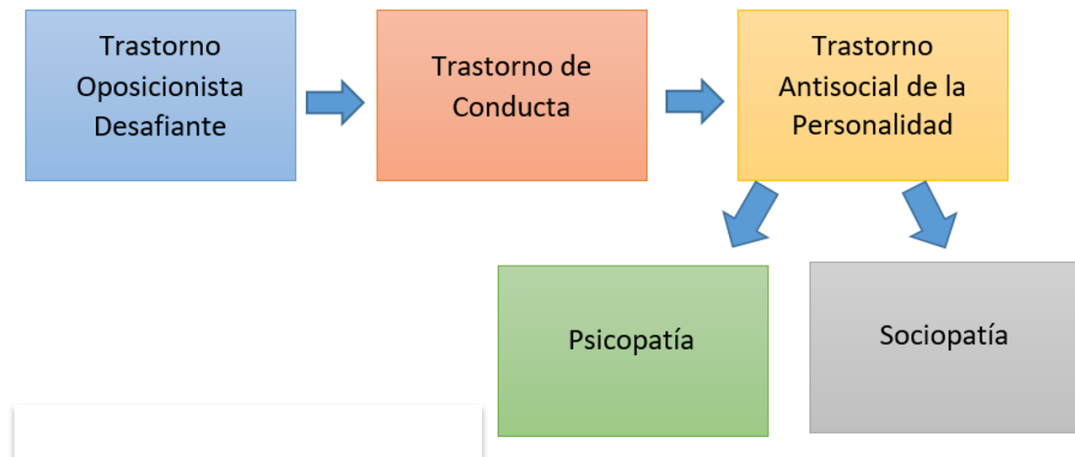 Trastorno
Oposicionista
Desafiante
Trastorno de
Conducta
Trastorno
Antisocial de la
Personalidad
Psicopatía
Sociopatía